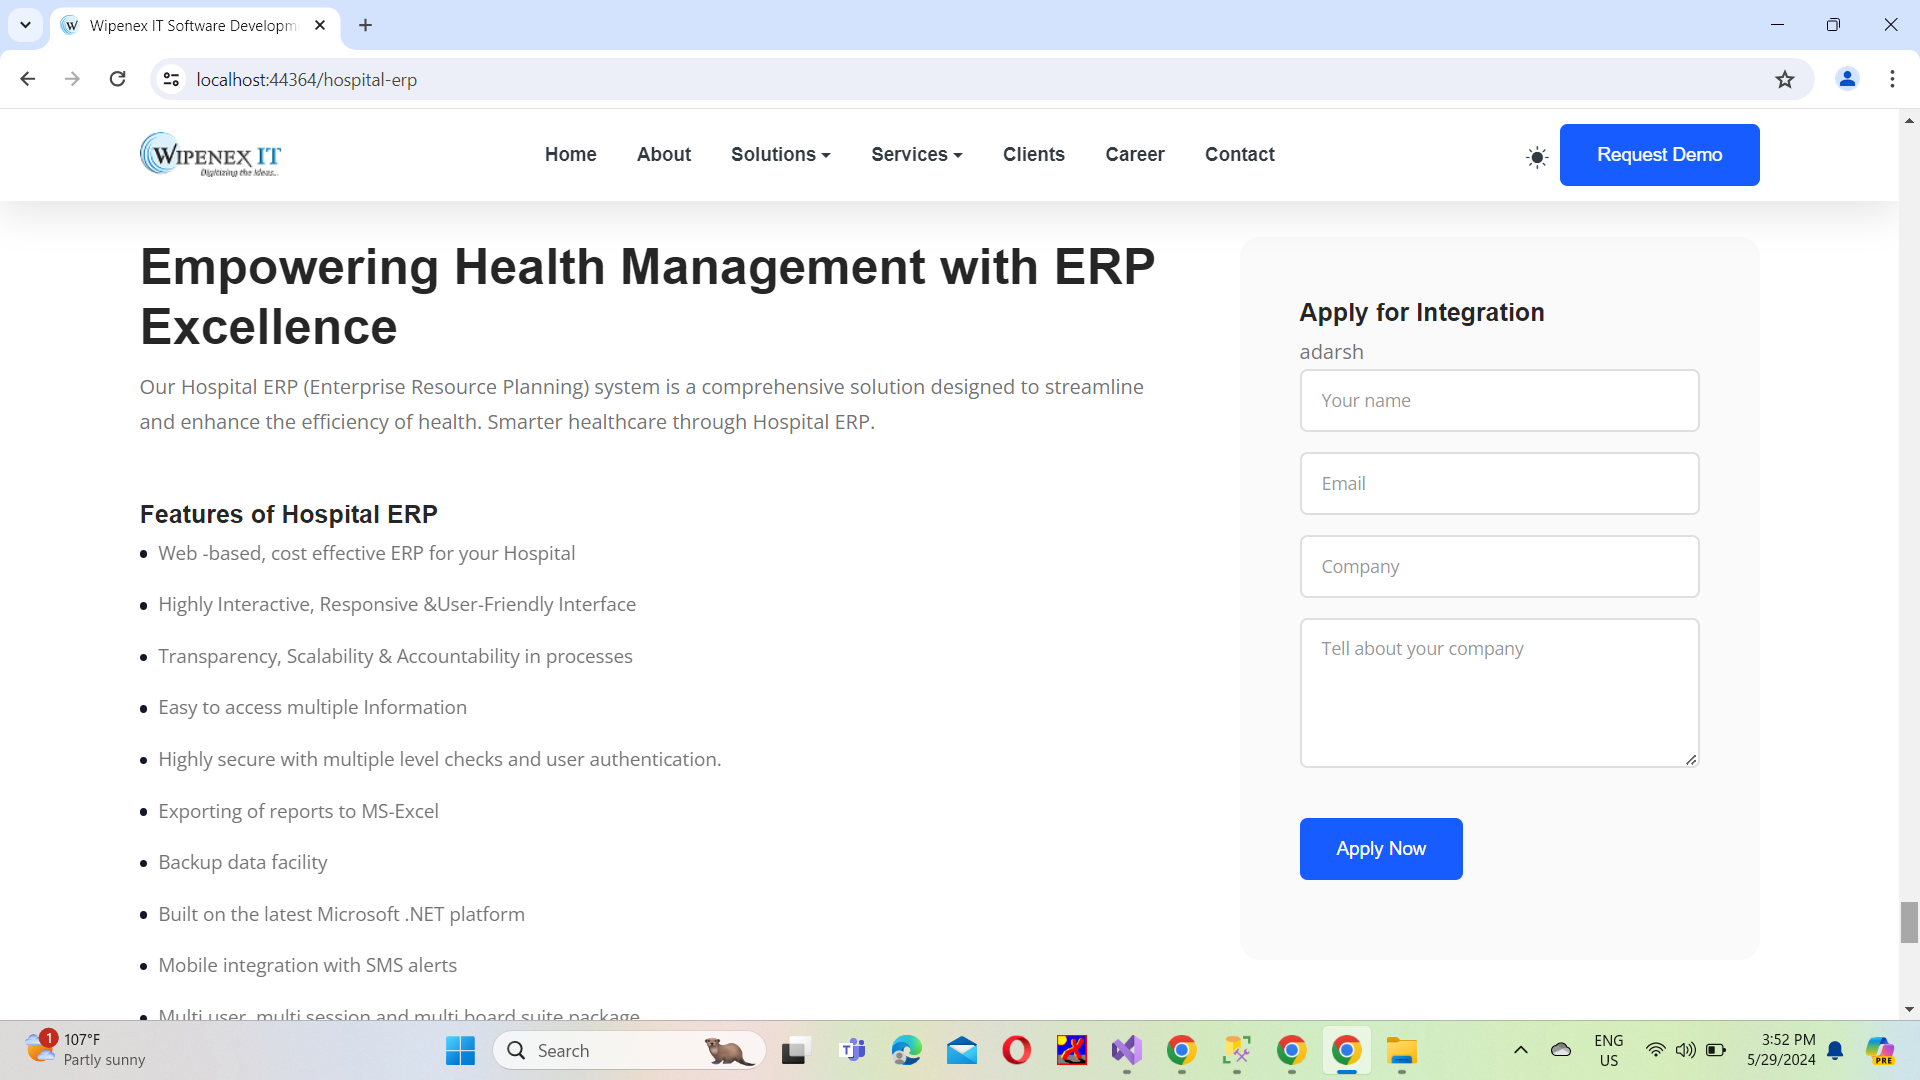 Wipenex IT Software Developm
localhost:44364/hospital-erp
WIPENEX IT
Digitizing the Ideas...
Home
About
Solutions
Services
Clients
Career
Contact
Request Demo
Empowering Health Management with ERP
Excellence
Our Hospital ERP (Enterprise Resource Planning) system is a comprehensive solution designed to streamline
and enhance the efficiency of health. Smarter healthcare through Hospital ERP.
Features of Hospital ERP
Web -based, cost effective ERP for your Hospital
Highly Interactive, Responsive &User-Friendly Interface
Transparency, Scalability & Accountability in processes
Easy to access multiple Information
Highly secure with multiple level checks and user authentication.
Exporting of reports to MS-Excel
Backup data facility
Built on the latest Microsoft .NET platform
Mobile integration with SMS alerts
Multi user, multi session and multi board suite package
Apply for Integration
adarsh
Your name
Email
Company
Tell about your company
Apply Now
1
107°F
Partly sunny
Search
ENG
US
3:52 PM
5/29/2024
PRE